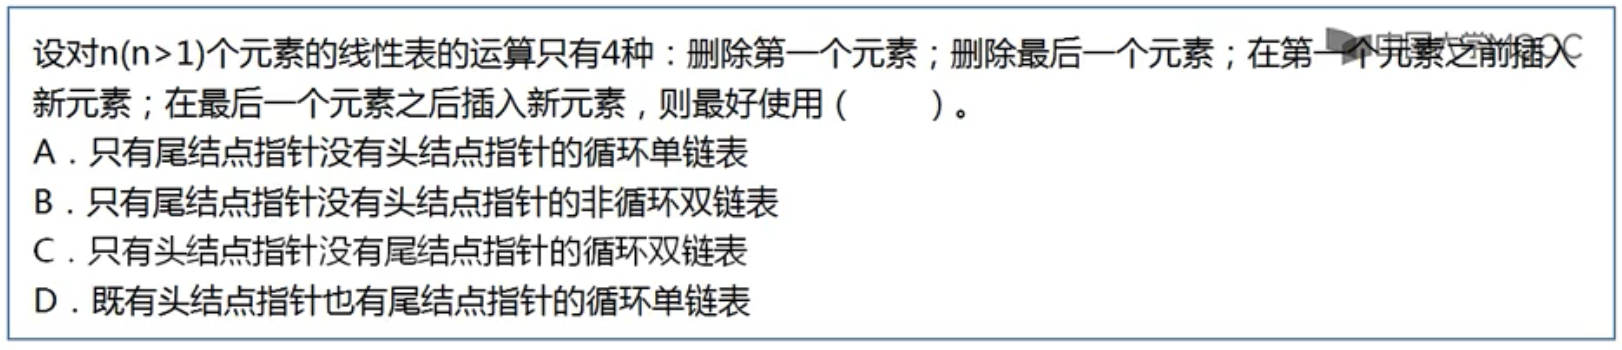 设对n(n>1)个元素的线性表的运算只有4种：删除第一个元素；删除最后一个元素；在第一个元素之前插入
新元素；在最后一个元素之后插入新元素，则最好使用（　　）。
A．只有尾结点指针没有头结点指针的循环单链表
B．只有尾结点指针没有头结点指针的非循环双链表
C．只有头结点指针没有尾结点指针的循环双链表
D．既有头结点指针也有尾结点指针的循环单链表
中国大学MOOC